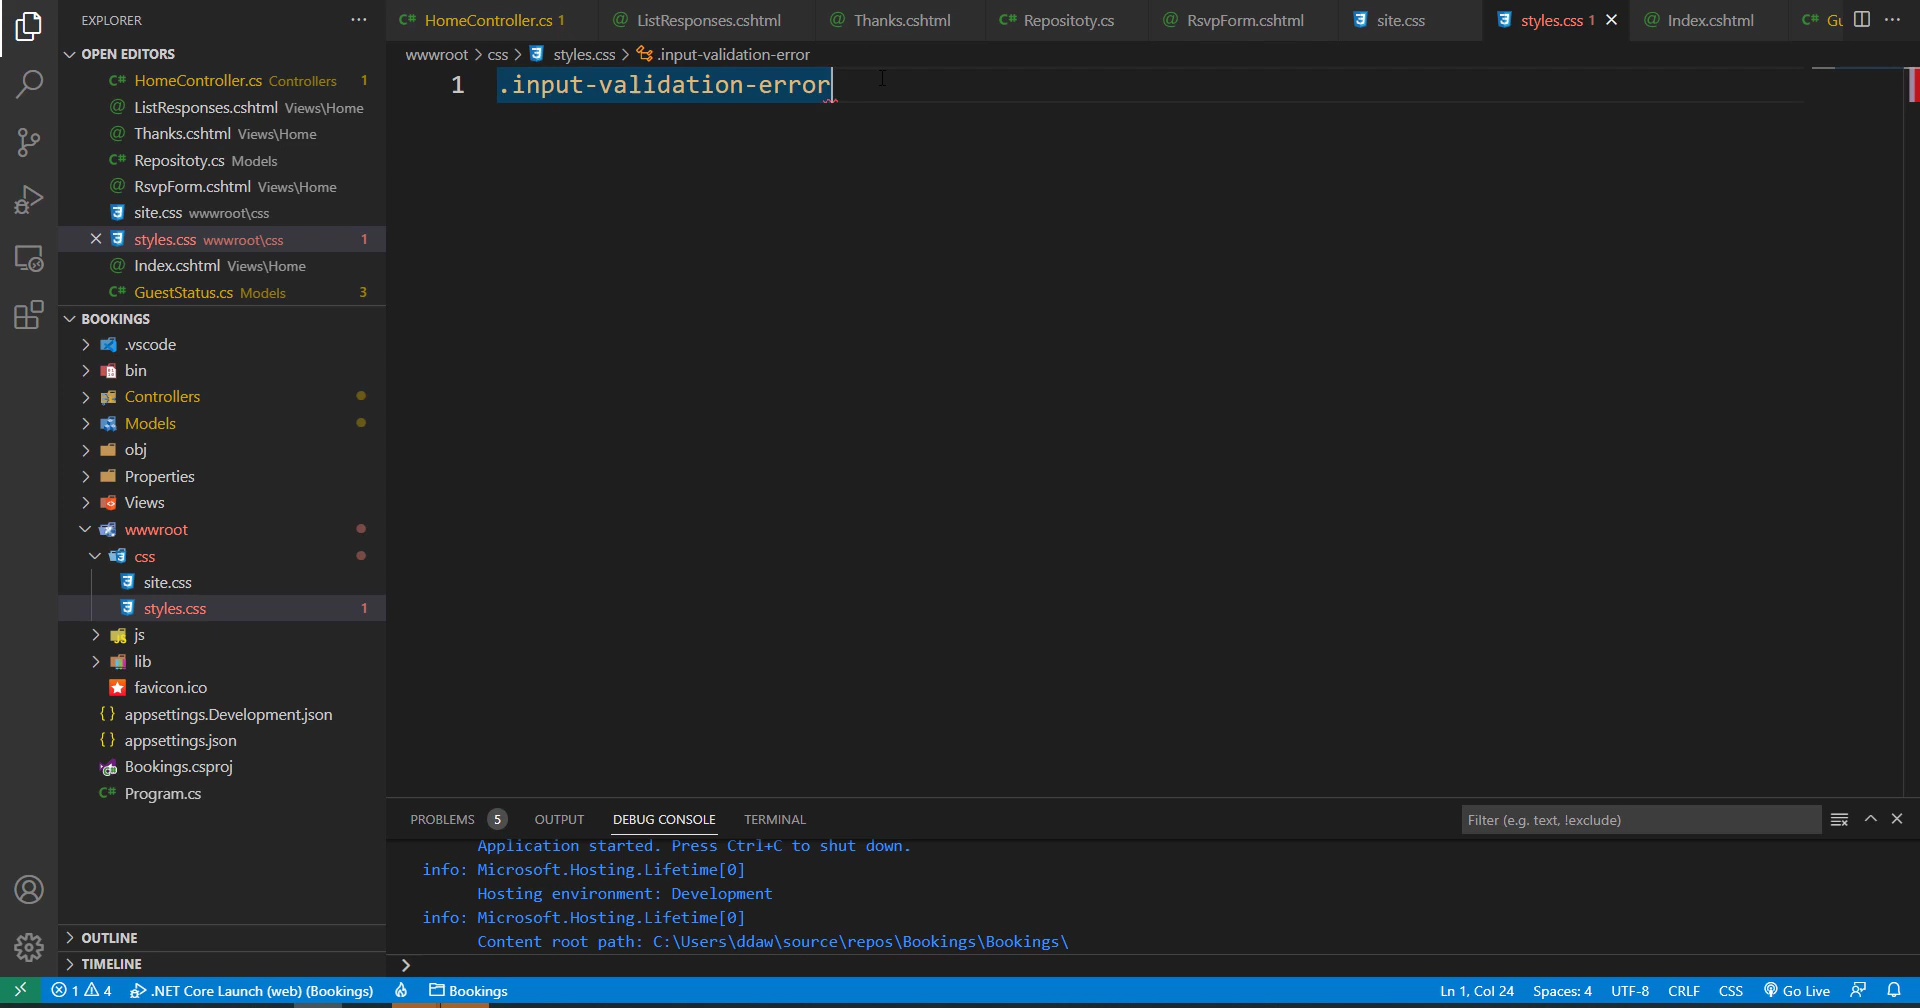 EXPLORER
OPEN EDITORS
HomeController.cs Controllers 1
ListResponses.cshtml Views\Home
Thanks.cshtml Views\Home
Repositoty.cs Models
RsvpForm.cshtml Views\Home
site.css wwwroot\css
styles.css wwwroot\css 1
Index.cshtml Views\Home
GuestStatus.cs Models 3
BOOKINGS
.vscode
bin
Controllers
Models
obj
Properties
Views
wwwroot
css
site.css
styles.css 1
js
lib
favicon.ico
appsettings.Development.json
appsettings.json
Bookings.csproj
Program.cs
OUTLINE
TIMELINE
HomeController.cs 1 ListResponses.cshtml Thanks.cshtml Repositoty.cs RsvpForm.cshtml site.css styles.css 1 Index.cshtml Gu
wwwroot > css > styles.css > .input-validation-error
1 .input-validation-error
PROBLEMS 5 OUTPUT DEBUG CONSOLE TERMINAL Filter (e.g. text, !exclude)
Application started. Press Ctrl+C to shut down.
info: Microsoft.Hosting.Lifetime[0]
Hosting environment: Development
info: Microsoft.Hosting.Lifetime[0]
Content root path: C:\Users\ddaw\source\repos\Bookings\Bookings\
1 4 .NET Core Launch (web) (Bookings) Bookings Ln 1, Col 24 Spaces: 4 UTF-8 CRLF CSS Go Live